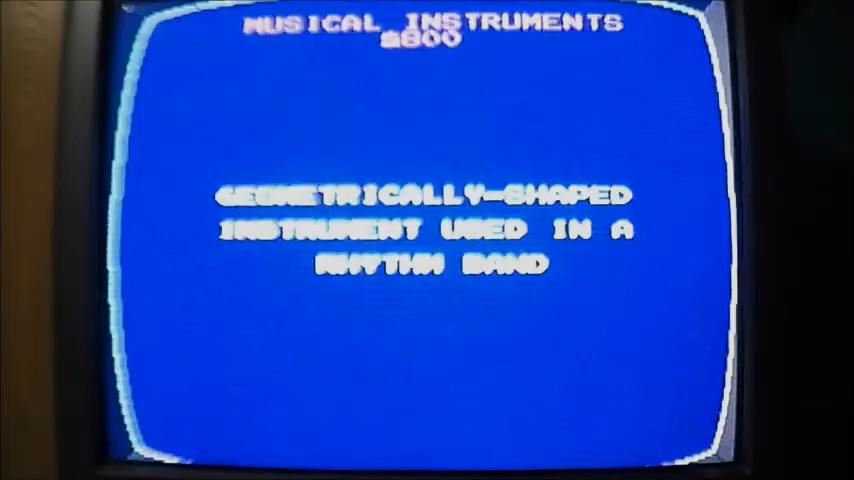 MUSICAL INSTRUMENTS
$800
GEOMETRICALLY-SHAPED
INSTRUMENT USED IN A
RHYTHM BAND